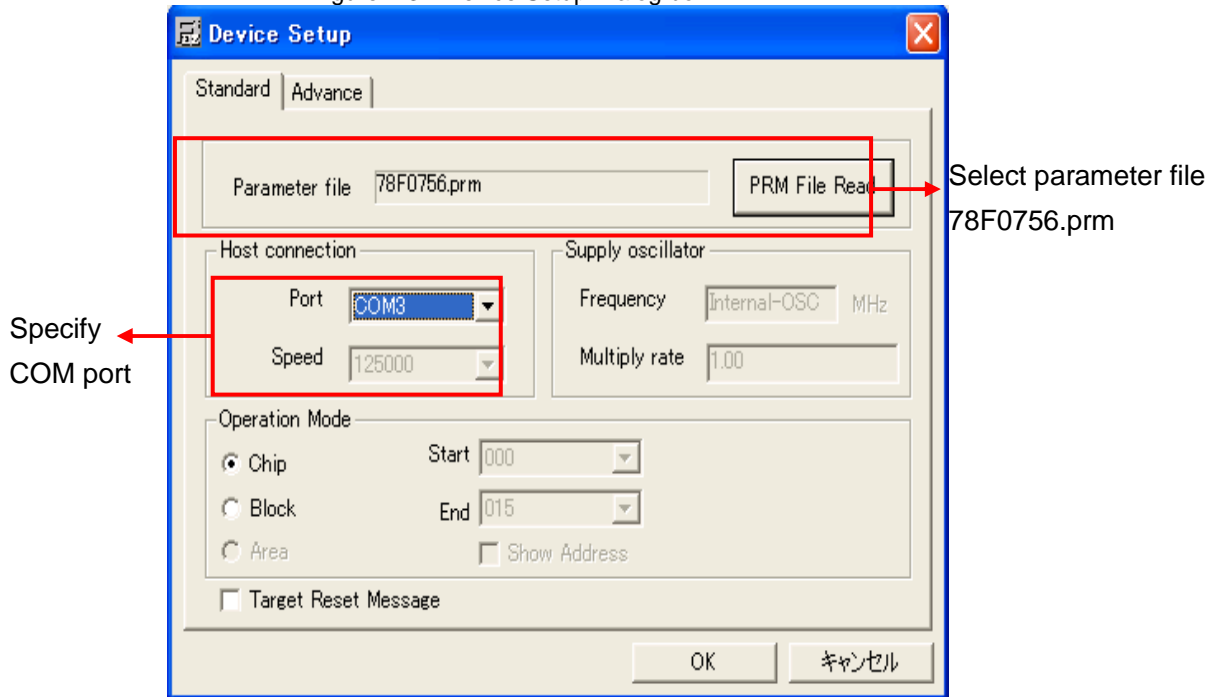 Device Setup
Standard Advance
Parameter file 78F0756.prm PRM File Read
Select parameter file
78F0756.prm
Host connection
Port COM3
Speed 125000
Specify
COM port
Supply oscillator
Frequency Internal-OSC MHz
Multiply rate 1.00
Operation Mode
Chip Start 000
Block End 015
Area Show Address
Target Reset Message
OK キャンセル